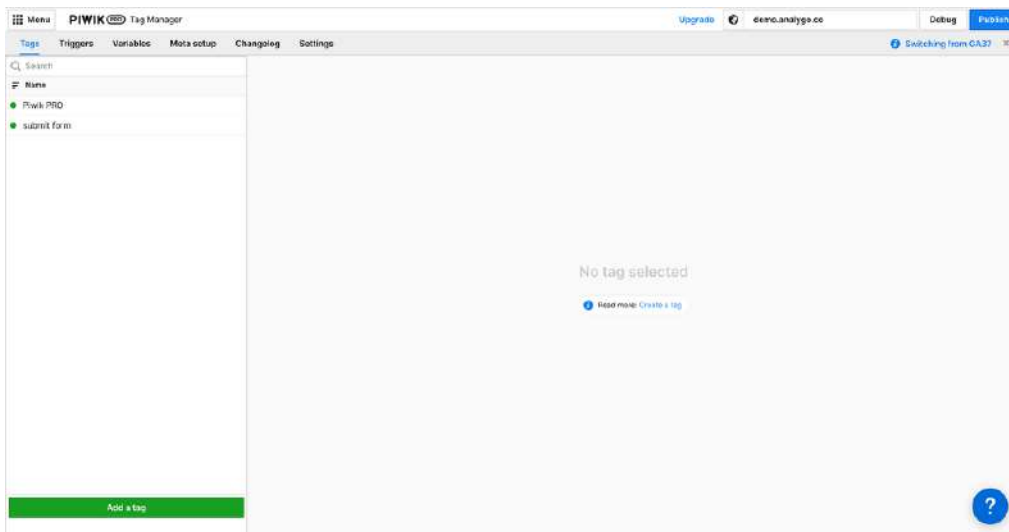 Menu PIWIK PRO Tag Manager Upgrade demo.analygo.co Debug Publish
Tags Triggers Variables Meta setup Changelog Settings Switching from GA3?
Search
Name
Piwik PRO
submit form
No tag selected
Read more: Create a tag
Add a tag
?